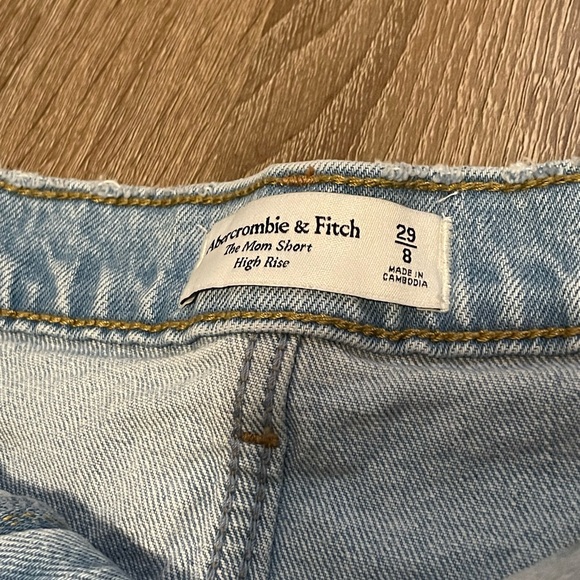 Abercrombie & Fitch
The Mom Short
High Rise
29
8
MADE IN
CAMBODIA